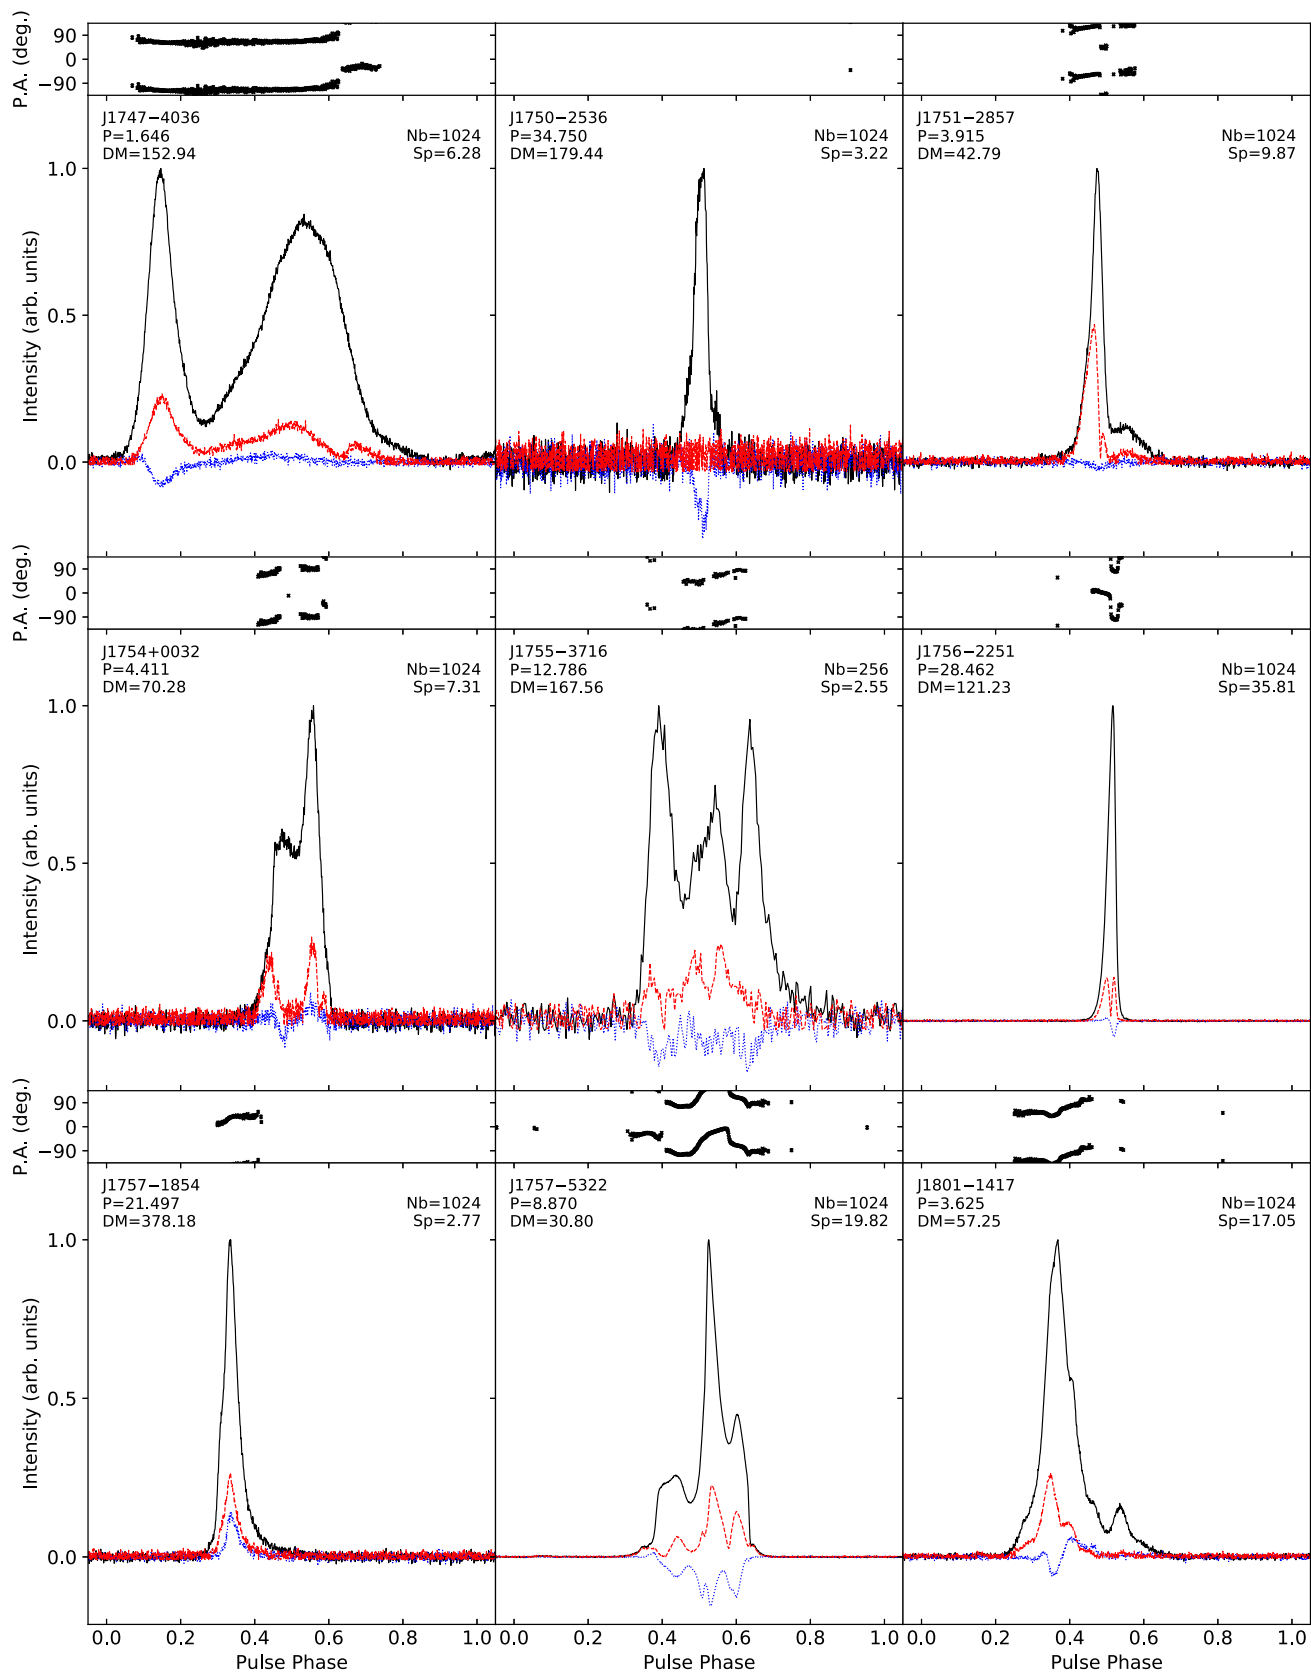 P.A. (deg.)
90
0
−90
J1747−4036
P=1.646
DM=152.94
Nb=1024
Sp=6.28
J1750−2536
P=34.750
DM=179.44
Nb=1024
Sp=3.22
J1751−2857
P=3.915
DM=42.79
Nb=1024
Sp=9.87
Intensity (arb. units)
1.0
0.5
0.0
P.A. (deg.)
90
0
−90
J1754+0032
P=4.411
DM=70.28
Nb=1024
Sp=7.31
J1755−3716
P=12.786
DM=167.56
Nb=256
Sp=2.55
J1756−2251
P=28.462
DM=121.23
Nb=1024
Sp=35.81
Intensity (arb. units)
1.0
0.5
0.0
P.A. (deg.)
90
0
−90
J1757−1854
P=21.497
DM=378.18
Nb=1024
Sp=2.77
J1757−5322
P=8.870
DM=30.80
Nb=1024
Sp=19.82
J1801−1417
P=3.625
DM=57.25
Nb=1024
Sp=17.05
Intensity (arb. units)
1.0
0.5
0.0
0.0 0.2 0.4 0.6 0.8 1.0
0.0 0.2 0.4 0.6 0.8 1.0
0.0 0.2 0.4 0.6 0.8 1.0
Pulse Phase
Pulse Phase
Pulse Phase